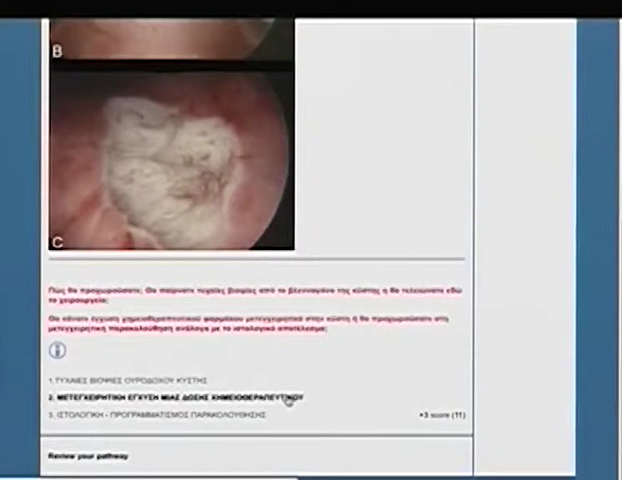 B
C
Πώς θα προχωρούσατε; Θα παίρνατε τυχαίες βιοψίες από το βλεννογόνο της κύστης ή θα τελειώνατε εδώ
το χειρουργείο;
Θα κάνατε έγχυση χημειοθεραπευτικού φαρμάκου μετεγχειρητικά στην κύστη ή θα προχωρούσατε στη
μετεγχειρητική παρακολούθηση ανάλογα με το ιστολογικό αποτέλεσμα;
1. ΤΥΧΑΙΕΣ ΒΙΟΨΙΕΣ ΟΥΡΟΔΟΧΟΥ ΚΥΣΤΗΣ
2. ΜΕΤΕΓΧΕΙΡΗΤΙΚΗ ΕΓΧΥΣΗ ΜΙΑΣ ΔΟΣΗΣ ΧΗΜΕΙΟΘΕΡΑΠΕΥΤΙΚΟΥ
3. ΙΣΤΟΛΟΓΙΚΗ - ΠΡΟΓΡΑΜΜΑΤΙΣΜΟΣ ΠΑΡΑΚΟΛΟΥΘΗΣΗΣ +3 score (11)
Review your pathway